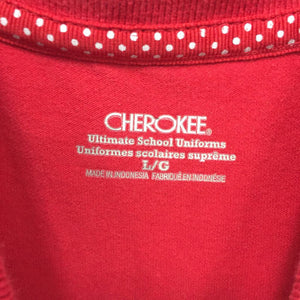 CHEROKEE®
Ultimate School Uniforms
Uniformes scolaires suprême
L/G
MADE IN INDONESIA FABRIQUÉ EN INDONÉSIE